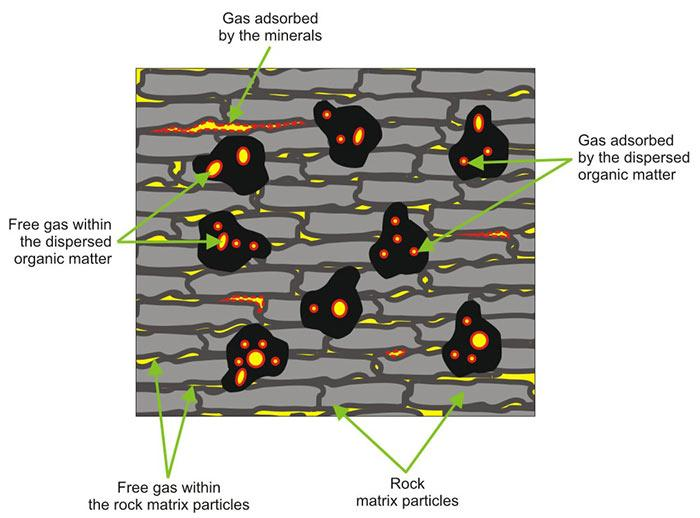 Gas adsorbed
by the minerals
Gas adsorbed
by the dispersed
organic matter
Free gas within
the dispersed
organic matter
Free gas within
the rock matrix particles
Rock
matrix particles